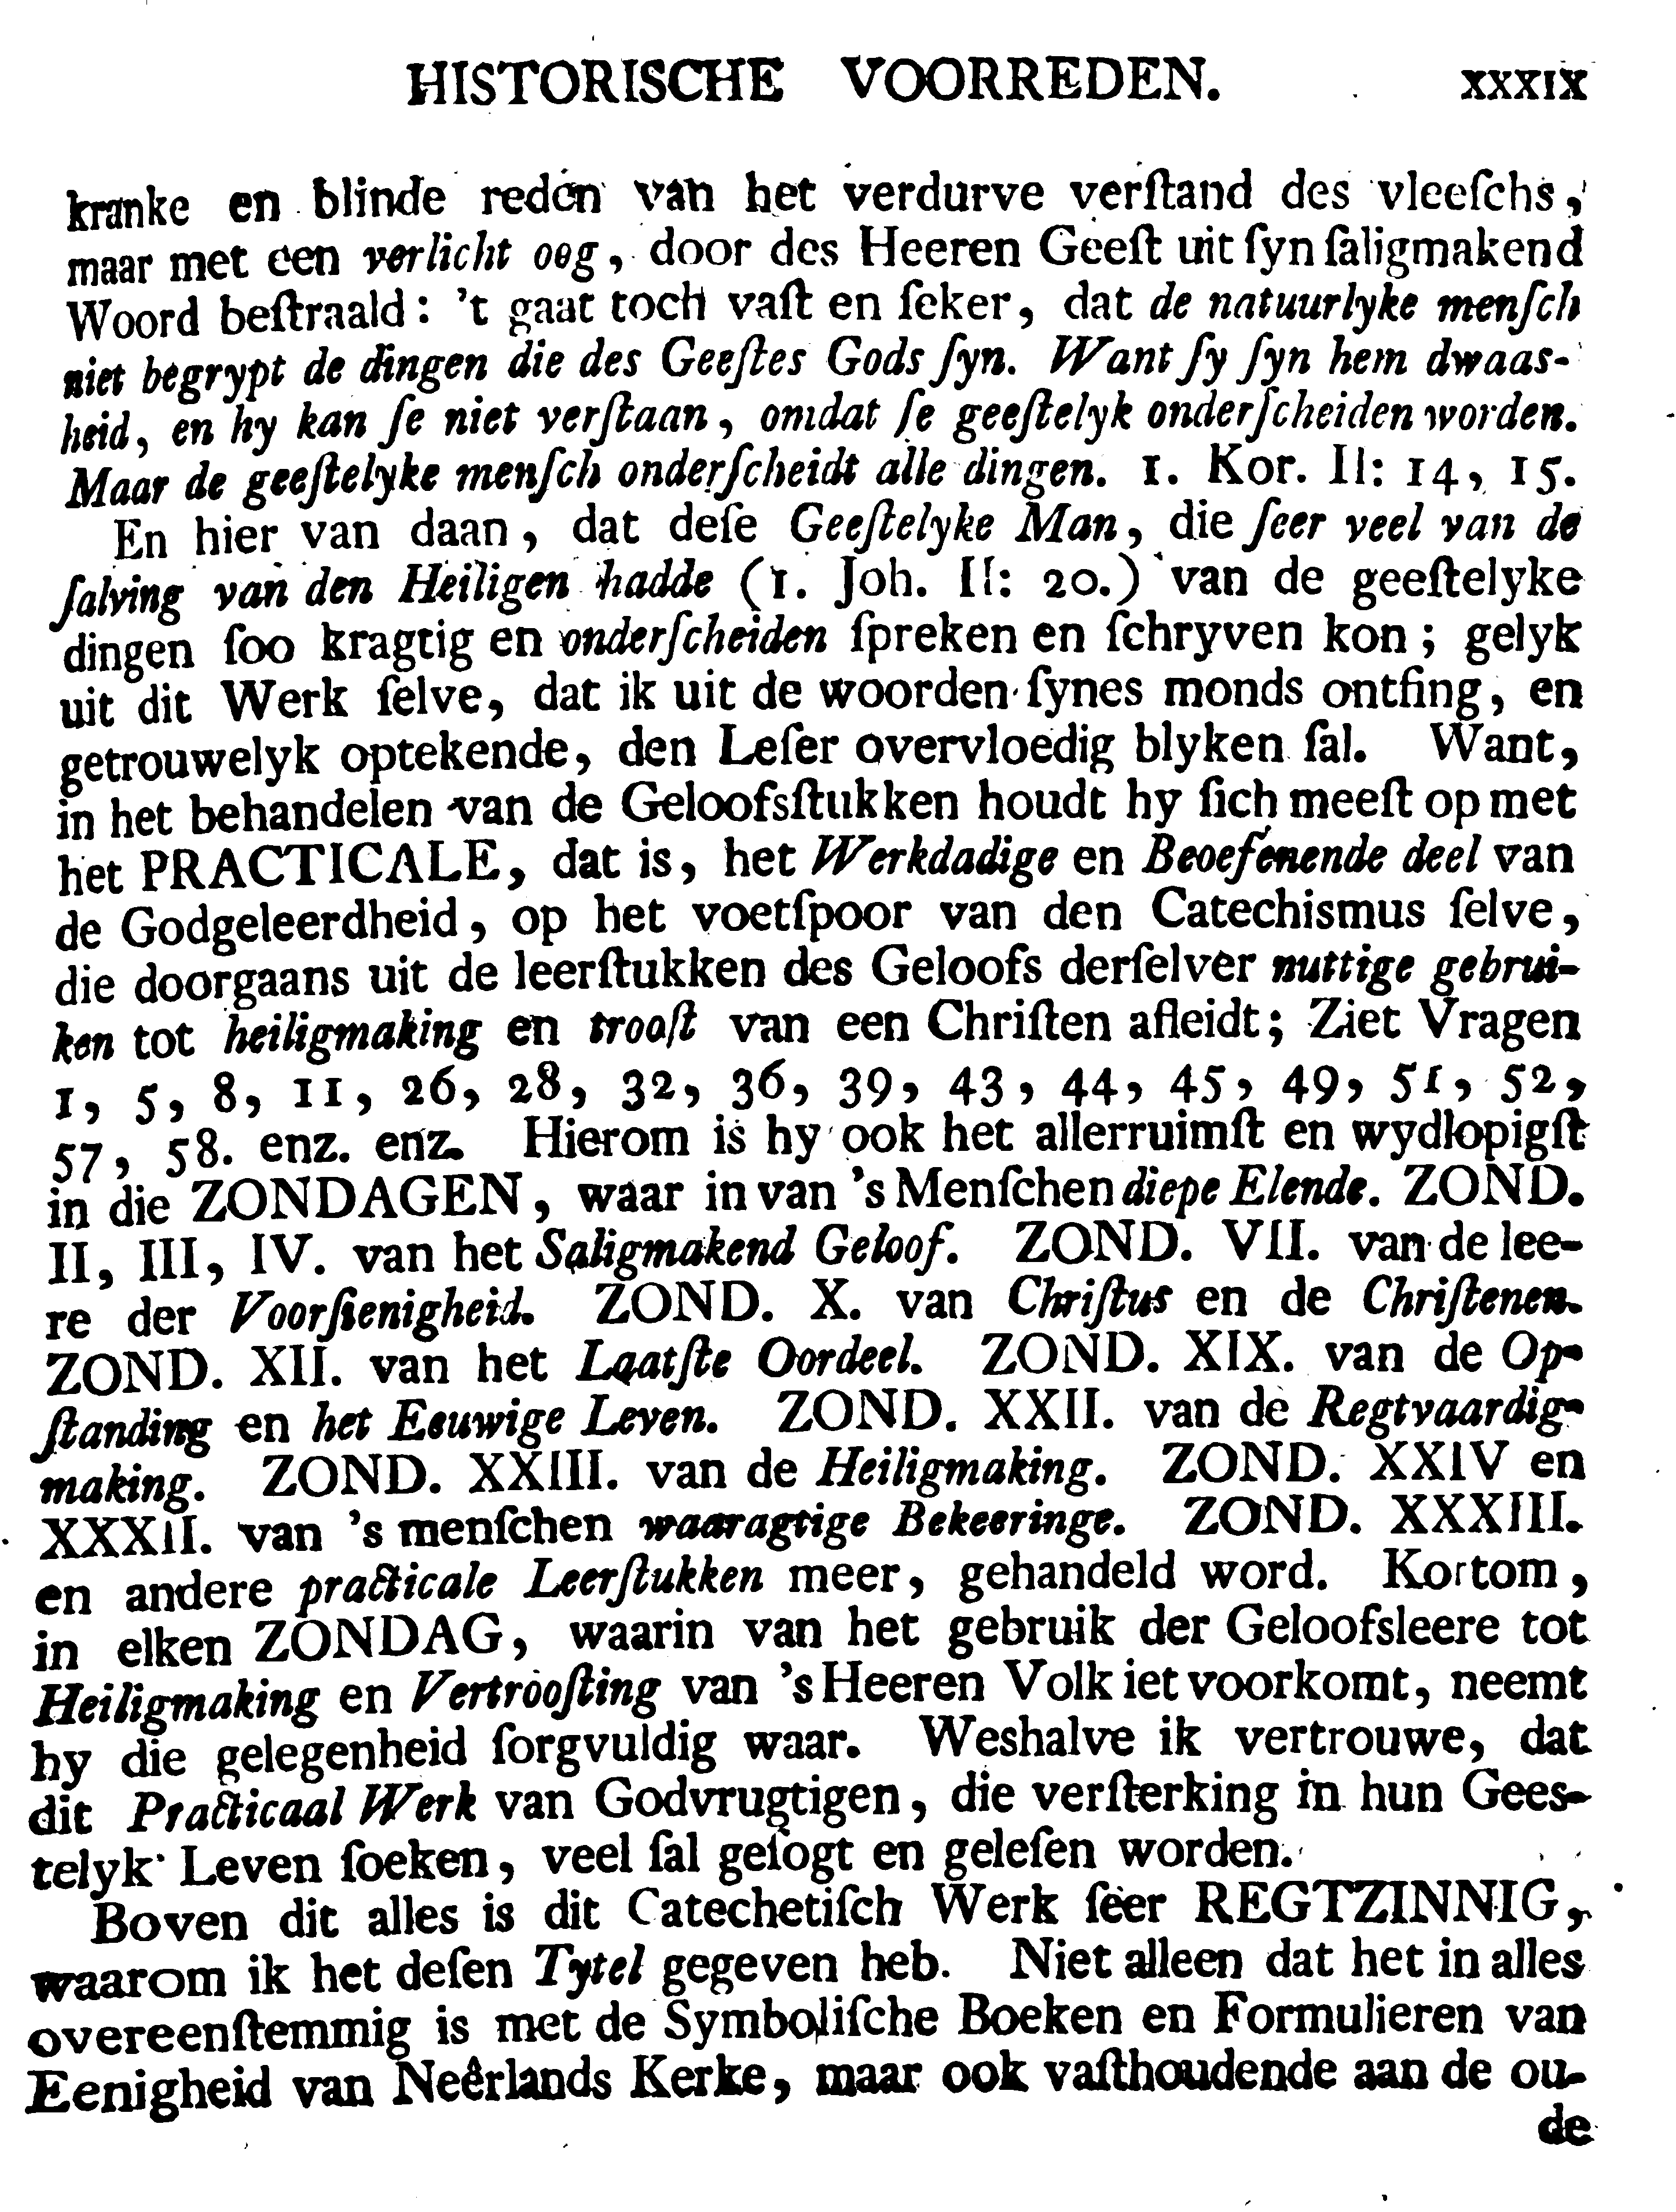 HISTORISCHE VOORREDEN. XXXIX
kranke en blinde reden van het verdurve verſtand des vleeſchs,
maar met een verlicht oog, door des Heeren Geeſt uit ſyn ſaligmakend
Woord beſtraald: 't gaat toch vaſt en ſeker, dat de natuurlyke menſch
niet begrypt de dingen die des Geeſtes Gods ſyn. Want ſy ſyn hem dwaas-
heid, en hy kan ſe niet verſtaan, omdat ſe geeſtelyk onderſcheiden worden.
Maar de geeſtelyke menſch onderſcheidt alle dingen. 1. Kor. II: 14, 15.
En hier van daan, dat deſe Geeſtelyke Man, die ſeer veel van de
ſalving van den Heiligen hadde (1. Joh. II: 20.) van de geeſtelyke
dingen ſoo kragtig en onderſcheiden ſpreken en ſchryven kon; gelyk
uit dit Werk ſelve, dat ik uit de woorden ſynes monds ontfing, en
getrouwelyk optekende, den Leſer overvloedig blyken ſal. Want,
in het behandelen van de Geloofsſtukken houdt hy ſich meeſt op met
het PRACTICALE, dat is, het Werkdadige en Beoefenende deel van
de Godgeleerdheid, op het voetſpoor van den Catechismus ſelve,
die doorgaans uit de leerſtukken des Geloofs derſelver nuttige gebrui-
ken tot heiligmaking en trooſt van een Chriſten afleidt; Ziet Vragen
1, 5, 8, 11, 26, 28, 32, 36, 39, 43, 44, 45, 49, 51, 52,
57, 58. enz. enz. Hierom is hy ook het allerruimſt en wydlopigſt
in die ZONDAGEN, waar in van 's Menſchen diepe Elende. ZOND.
II, III, IV. van het Saligmakend Geloof. ZOND. VII. van de lee-
re der Voorſienigheid. ZOND. X. van Chriſtus en de Chriſtenen.
ZOND. XII. van het Laatſte Oordeel. ZOND. XIX. van de Op-
ſtanding en het Eeuwige Leven. ZOND. XXII. van de Regtvaardig-
making. ZOND. XXIII. van de Heiligmaking. ZOND. XXIV en
XXXII. van 's menſchen waaragtige Bekeeringe. ZOND. XXXIII.
en andere practicale Leerſtukken meer, gehandeld word. Kortom,
in elken ZONDAG, waarin van het gebruik der Geloofsleere tot
Heiligmaking en Vertrooſting van 's Heeren Volk iet voorkomt, neemt
hy die gelegenheid ſorgvuldig waar. Weshalve ik vertrouwe, dat
dit Practicaal Werk van Godvrugtigen, die verſterking in hun Gees-
telyk Leven ſoeken, veel ſal geſogt en geleſen worden.
Boven dit alles is dit Catechetiſch Werk ſeer REGTZINNIG,
waarom ik het deſen Tytel gegeven heb. Niet alleen dat het in alles
overeenſtemmig is met de Symboliſche Boeken en Formulieren van
Eenigheid van Neêrlands Kerke, maar ook vaſthoudende aan de ou-
de